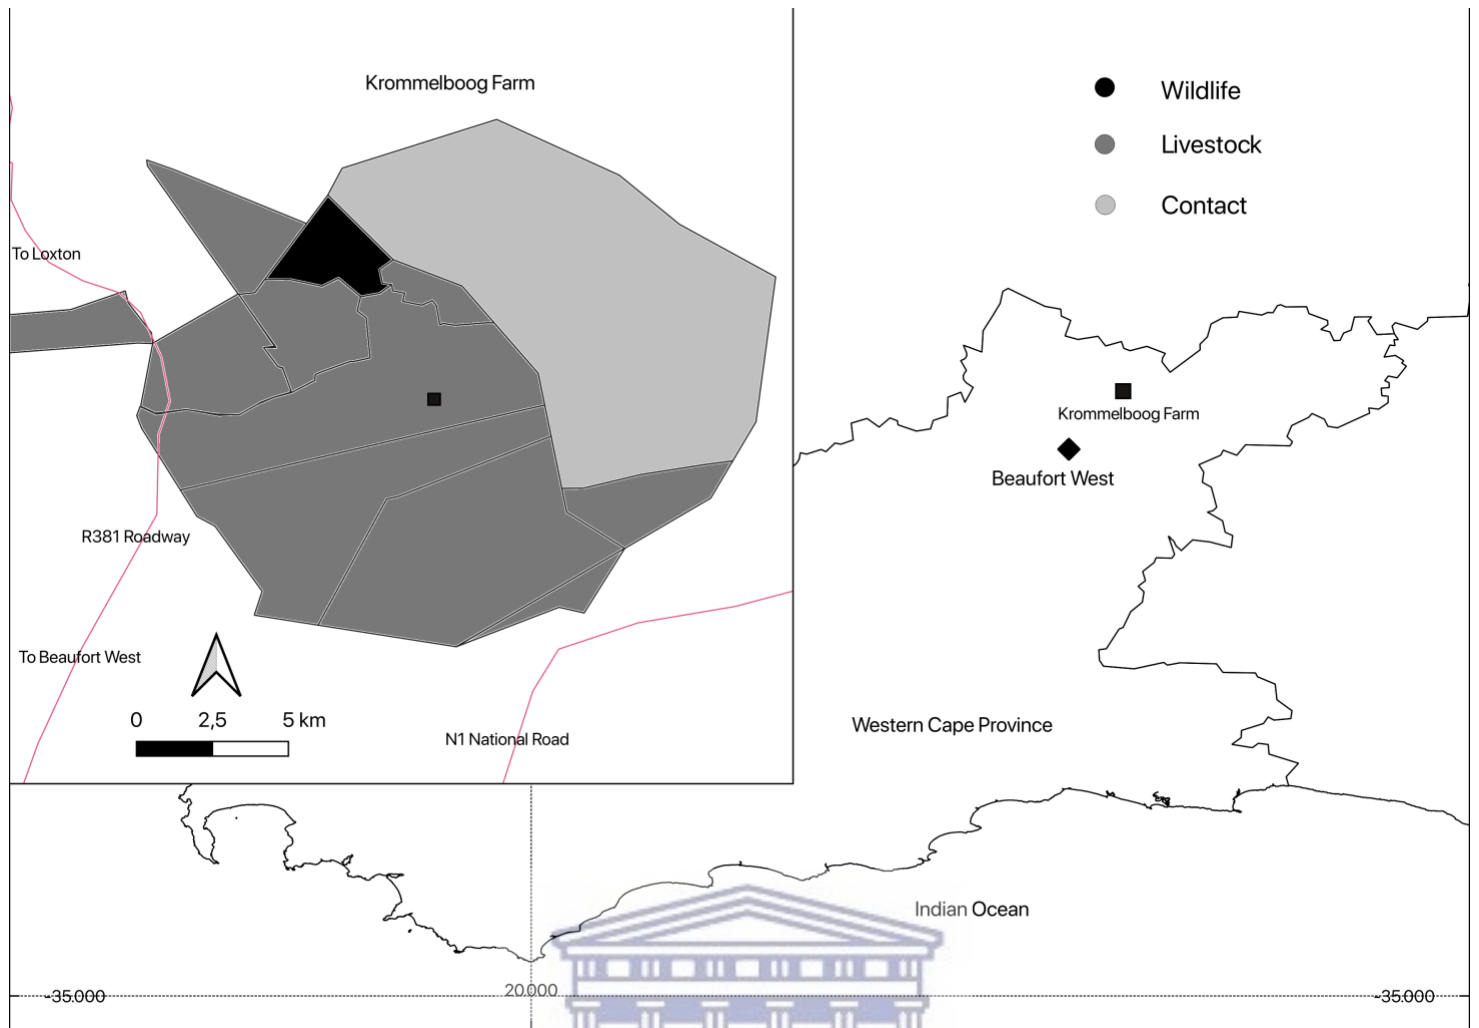 Krommelboog Farm
Wildlife
Livestock
Contact
To Loxton
Krommelboog Farm
Beaufort West
R381 Roadway
To Beaufort West
0 2,5 5 km
N1 National Road
Western Cape Province
Indian Ocean
20.000
-35.000 -35.000